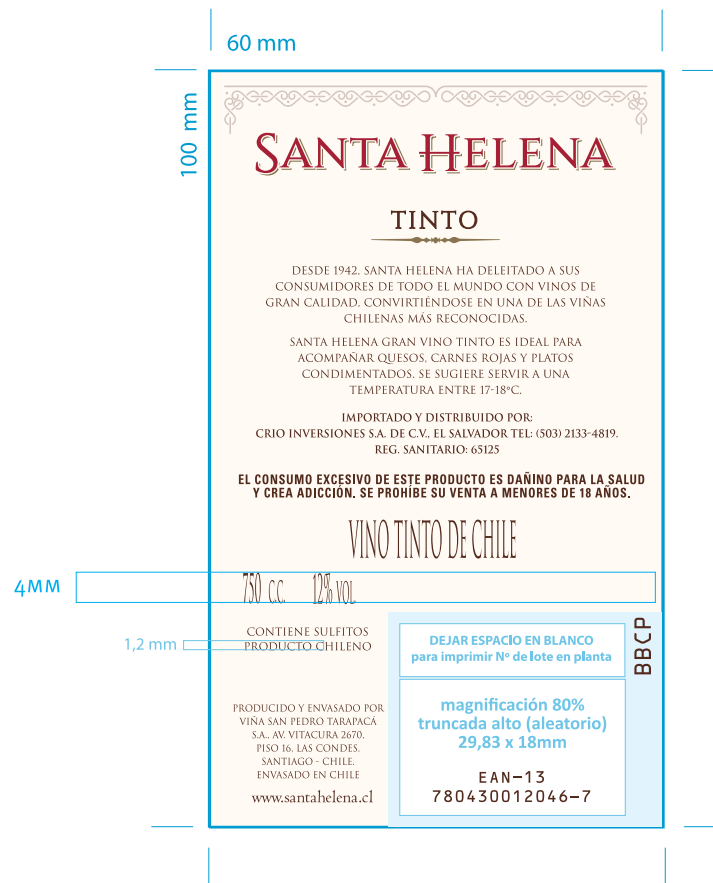 60 mm
100 mm
SANTA HELENA
TINTO
DESDE 1942, SANTA HELENA HA DELEITADO A SUS
CONSUMIDORES DE TODO EL MUNDO CON VINOS DE
GRAN CALIDAD, CONVIRTIÉNDOSE EN UNA DE LAS VIÑAS
CHILENAS MÁS RECONOCIDAS.
SANTA HELENA GRAN VINO TINTO ES IDEAL PARA
ACOMPAÑAR QUESOS, CARNES ROJAS Y PLATOS
CONDIMENTADOS. SE SUGIERE SERVIR A UNA
TEMPERATURA ENTRE 17-18ºC.
IMPORTADO Y DISTRIBUIDO POR:
CRIO INVERSIONES S.A. DE C.V., EL SALVADOR TEL: (503) 2133-4819.
REG. SANITARIO: 65125
EL CONSUMO EXCESIVO DE ESTE PRODUCTO ES DAÑINO PARA LA SALUD
Y CREA ADICCIÓN. SE PROHÍBE SU VENTA A MENORES DE 18 AÑOS.
VINO TINTO DE CHILE
4MM
750 C.C. 12% VOL
CONTIENE SULFITOS
1,2 mm
PRODUCTO CHILENO
DEJAR ESPACIO EN BLANCO
para imprimir Nº de lote en planta
BBCP
PRODUCIDO Y ENVASADO POR
VIÑA SAN PEDRO TARAPACÁ
S.A., AV. VITACURA 2670,
PISO 16, LAS CONDES,
SANTIAGO - CHILE.
ENVASADO EN CHILE
www.santahelena.cl
magnificación 80%
truncada alto (aleatorio)
29,83 x 18mm
EAN-13
780430012046-7